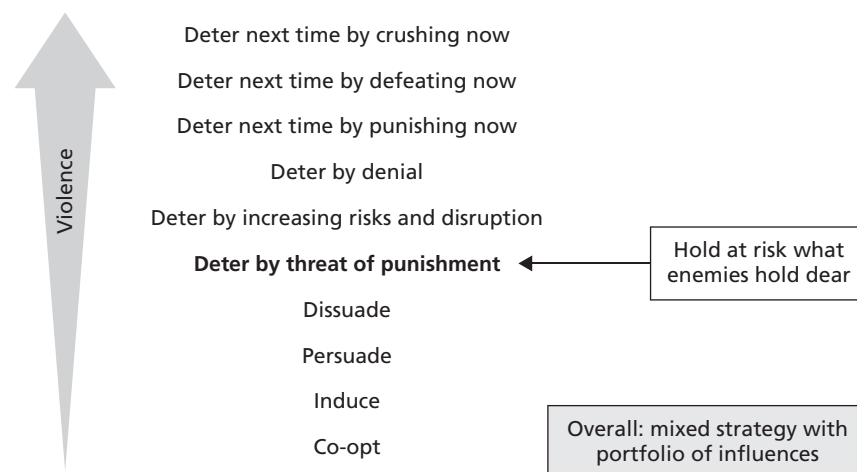 Deter next time by crushing now
Deter next time by defeating now
Deter next time by punishing now
Deter by denial
Violence
Deter by increasing risks and disruption
Deter by threat of punishment
Hold at risk what
enemies hold dear
Dissuade
Persuade
Induce
Co-opt
Overall: mixed strategy with
portfolio of influences